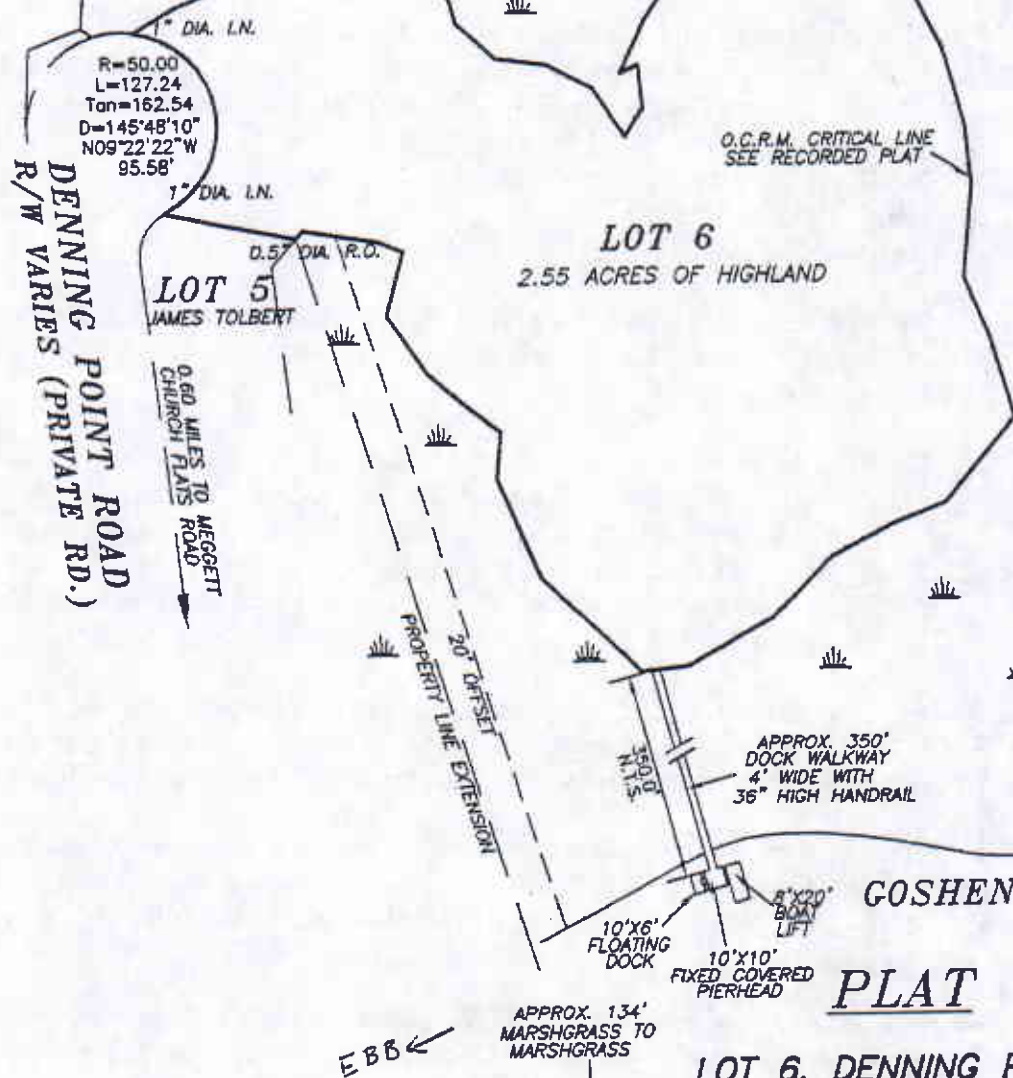 1" DIA. I.N.
R=50.00
L=127.24
Tan=162.54
D=145°48'10"
N09°22'22"W
95.58'
1" DIA. I.N.
DENNING POINT ROAD
R/W VARIES (PRIVATE RD.)
0.5" DIA. R.O.
LOT 5
JAMES TOLBERT
0.60 MILES TO MEGGETT
CHURCH FLATS ROAD
O.C.R.M. CRITICAL LINE
SEE RECORDED PLAT
LOT 6
2.55 ACRES OF HIGHLAND
20' OFFSET
PROPERTY LINE EXTENSION
350.0'
N.T.S.
APPROX. 350'
DOCK WALKWAY
4' WIDE WITH
36" HIGH HANDRAIL
GOSHEN
8'X20'
BOAT
LIFT
10'X6'
FLOATING
DOCK
10'X10'
FIXED COVERED
PIERHEAD
PLAT
APPROX. 134'
MARSHGRASS TO
MARSHGRASS
EBB
LOT 6, DENNING